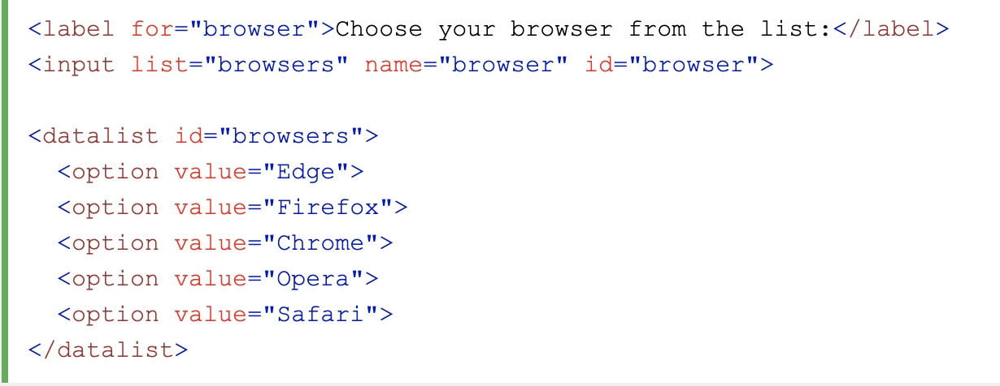 <label for="browser">Choose your browser from the list:</label>
<input list="browsers" name="browser" id="browser">
<datalist id="browsers">
<option value="Edge">
<option value="Firefox">
<option value="Chrome">
<option value="Opera">
<option value="Safari">
</datalist>